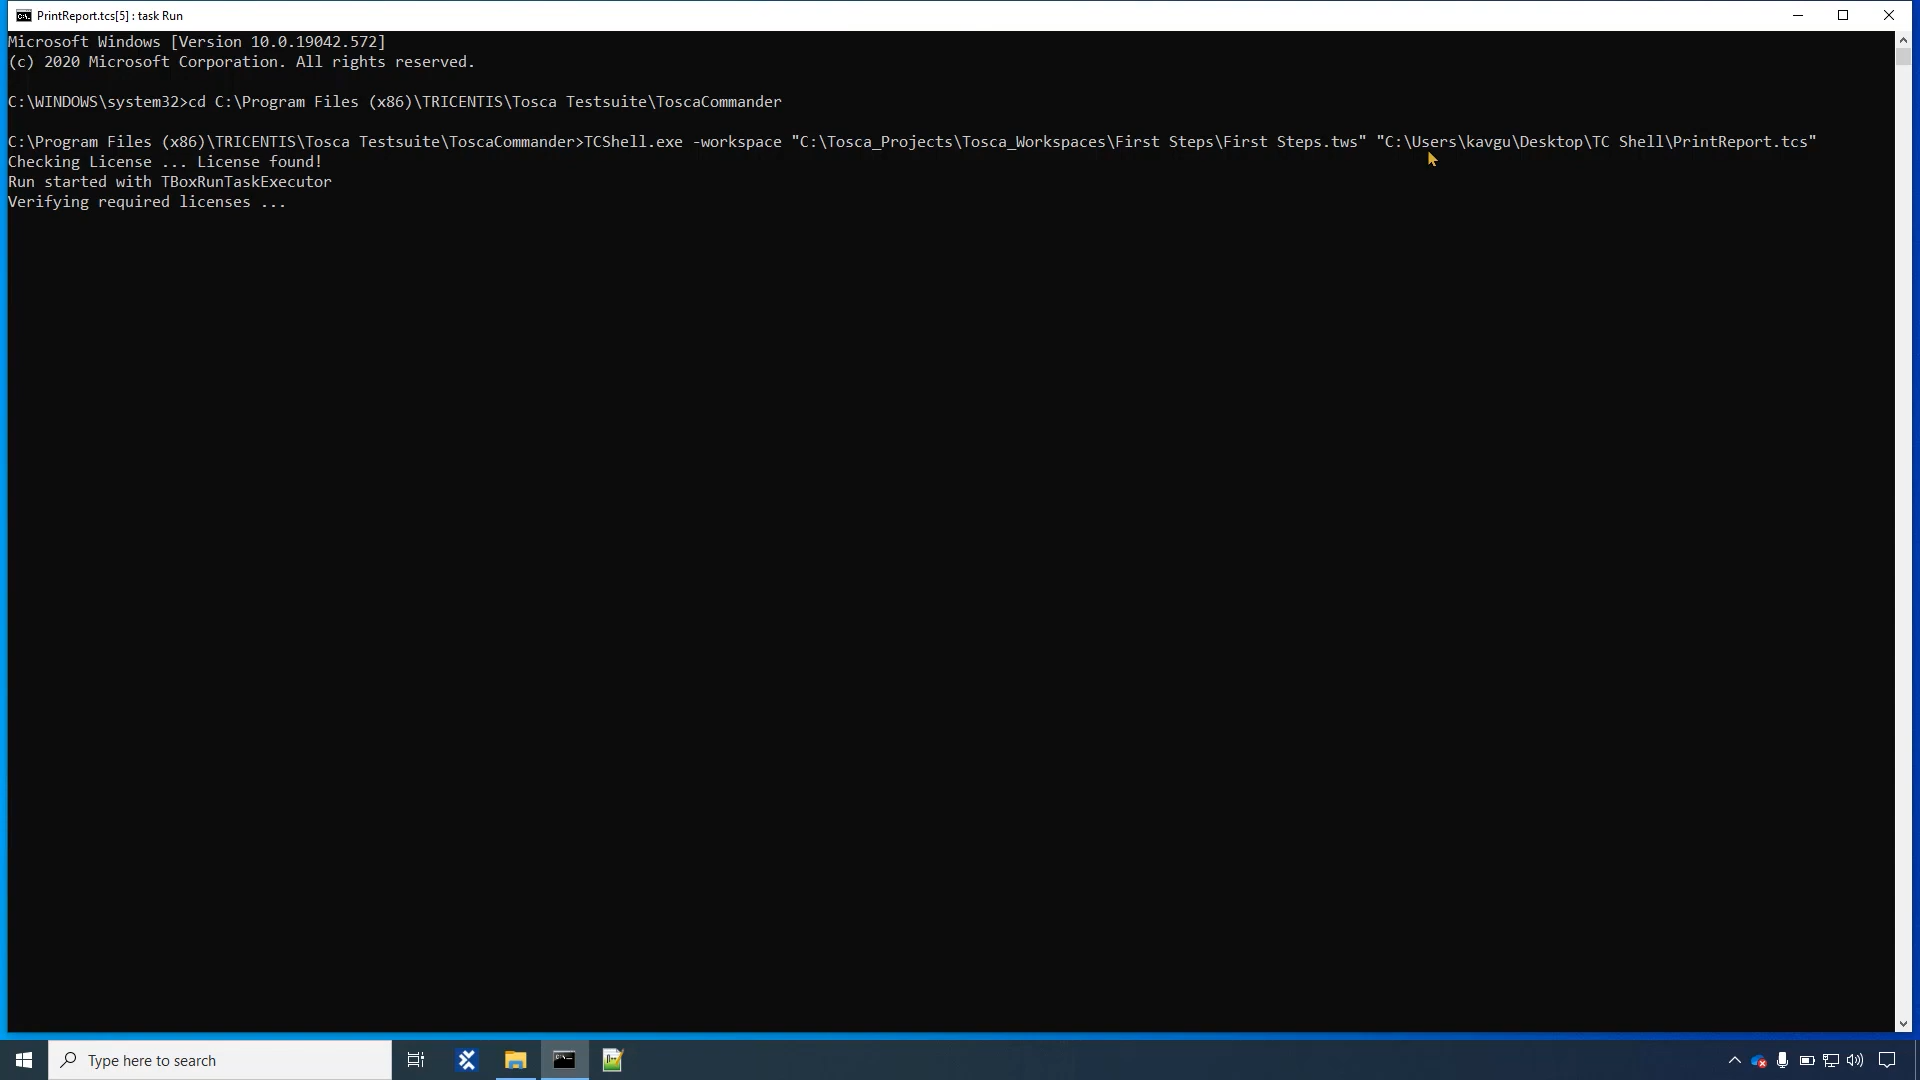 PrintReport.tcs[5] : task Run
Microsoft Windows [Version 10.0.19042.572]
(c) 2020 Microsoft Corporation. All rights reserved.
C:\WINDOWS\system32>cd C:\Program Files (x86)\TRICENTIS\Tosca Testsuite\ToscaCommander
C:\Program Files (x86)\TRICENTIS\Tosca Testsuite\ToscaCommander>TCShell.exe -workspace "C:\Tosca_Projects\Tosca_Workspaces\First Steps\First Steps.tws" "C:\Users\kavgu\Desktop\TC Shell\PrintReport.tcs"
Checking License ... License found!
Run started with TBoxRunTaskExecutor
Verifying required licenses ...
Type here to search